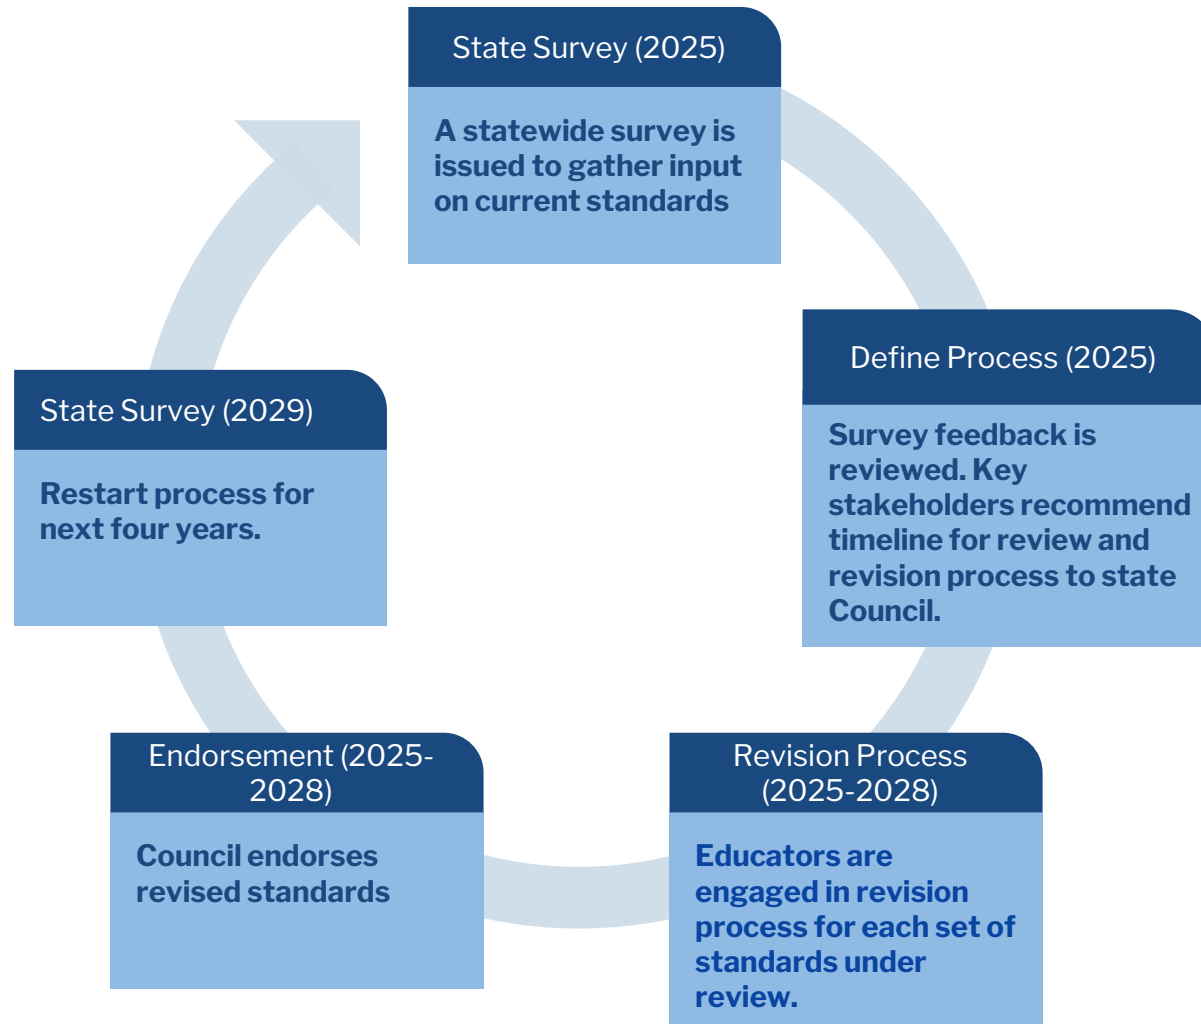 State Survey (2025)
A statewide survey is
issued to gather input
on current standards
Define Process (2025)
Survey feedback is
reviewed. Key
stakeholders recommend
timeline for review and
revision process to state
Council.
Revision Process
(2025-2028)
Educators are
engaged in revision
process for each set of
standards under
review.
Endorsement (2025-
2028)
Council endorses
revised standards
State Survey (2029)
Restart process for
next four years.